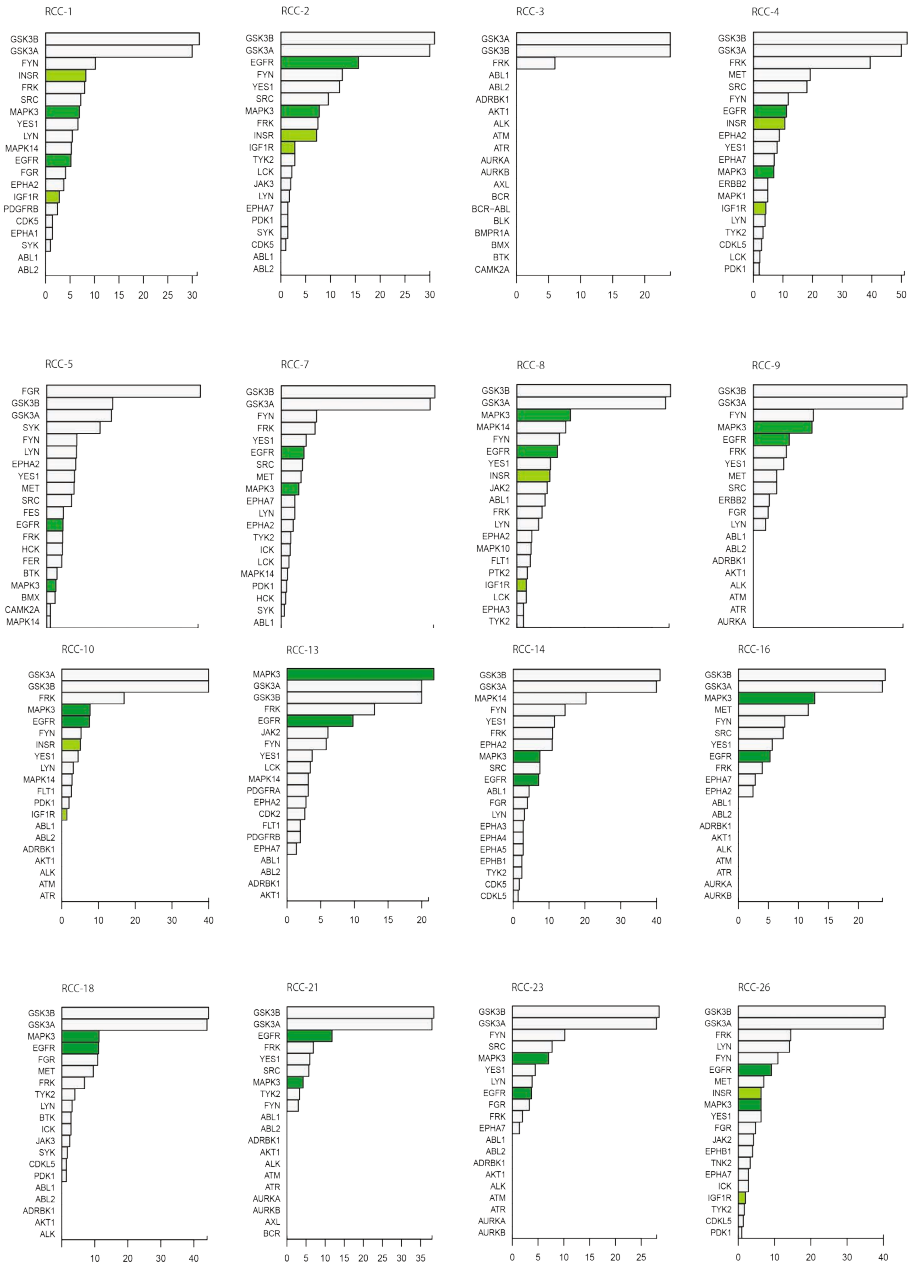 RCC-1
GSK3B
GSK3A
FYN
INSR
FRK
SRC
MAPK3
YES1
LYN
MAPK14
EGFR
FGR
EPHA2
IGF1R
PDGFRB
CDK5
EPHA1
SYK
ABL1
ABL2
0 5 10 15 20 25 30
RCC-2
GSK3B
GSK3A
EGFR
FYN
YES1
SRC
MAPK3
FRK
INSR
IGF1R
TYK2
LCK
JAK3
LYN
EPHA7
PDK1
SYK
CDK5
ABL1
ABL2
0 5 10 15 20 25 30
RCC-3
GSK3A
GSK3B
FRK
ABL1
ABL2
ADRBK1
AKT1
ALK
ATM
ATR
AURKA
AURKB
AXL
BCR
BCR-ABL
BLK
BMPR1A
BMX
BTK
CAMK2A
0 5 10 15 20
RCC-4
GSK3B
GSK3A
FRK
MET
SRC
FYN
EGFR
INSR
EPHA2
YES1
EPHA7
MAPK3
ERBB2
MAPK1
IGF1R
LYN
TYK2
CDKL5
LCK
PDK1
0 10 20 30 40 50
RCC-5
FGR
GSK3B
GSK3A
SYK
FYN
LYN
EPHA2
YES1
MET
SRC
FES
EGFR
FRK
HCK
FER
BTK
MAPK3
BMX
CAMK2A
MAPK14
RCC-7
GSK3B
GSK3A
FYN
FRK
YES1
EGFR
SRC
MET
MAPK3
EPHA7
LYN
EPHA2
TYK2
ICK
LCK
MAPK14
PDK1
HCK
SYK
ABL1
RCC-8
GSK3B
GSK3A
MAPK3
MAPK14
FYN
EGFR
YES1
INSR
JAK2
ABL1
FRK
LYN
EPHA2
MAPK10
FLT1
PTK2
IGF1R
LCK
EPHA3
TYK2
RCC-9
GSK3B
GSK3A
FYN
MAPK3
EGFR
FRK
YES1
MET
SRC
ERBB2
FGR
LYN
ABL1
ABL2
ADRBK1
AKT1
ALK
ATM
ATR
AURKA
RCC-10
GSK3A
GSK3B
FRK
MAPK3
EGFR
FYN
INSR
YES1
LYN
MAPK14
FLT1
PDK1
IGF1R
ABL1
ABL2
ADRBK1
AKT1
ALK
ATM
ATR
0 10 20 30 40
RCC-13
MAPK3
GSK3A
GSK3B
FRK
EGFR
JAK2
FYN
YES1
LCK
MAPK14
PDGFRA
EPHA2
CDK2
FLT1
PDGFRB
EPHA7
ABL1
ABL2
ADRBK1
AKT1
0 5 10 15 20
RCC-14
GSK3B
GSK3A
MAPK14
FYN
YES1
FRK
EPHA2
MAPK3
SRC
EGFR
ABL1
FGR
LYN
EPHA3
EPHA4
EPHA5
EPHB1
TYK2
CDK5
CDKL5
0 10 20 30 40
RCC-16
GSK3B
GSK3A
MAPK3
MET
FYN
SRC
YES1
EGFR
FRK
EPHA7
EPHA2
ABL1
ABL2
ADRBK1
AKT1
ALK
ATM
ATR
AURKA
AURKB
0 5 10 15 20
RCC-18
GSK3B
GSK3A
MAPK3
EGFR
FGR
MET
FRK
TYK2
LYN
BTK
ICK
JAK3
SYK
CDKL5
PDK1
ABL1
ABL2
ADRBK1
AKT1
ALK
0 10 20 30 40
RCC-21
GSK3B
GSK3A
EGFR
FRK
YES1
SRC
MAPK3
TYK2
FYN
ABL1
ABL2
ADRBK1
AKT1
ALK
ATM
ATR
AURKA
AURKB
AXL
BCR
0 5 10 15 20 25 30 35
RCC-23
GSK3B
GSK3A
FYN
SRC
MAPK3
YES1
LYN
EGFR
FGR
FRK
EPHA7
ABL1
ABL2
ADRBK1
AKT1
ALK
ATM
ATR
AURKA
AURKB
0 5 10 15 20 25
RCC-26
GSK3B
GSK3A
FRK
LYN
FYN
EGFR
MET
INSR
MAPK3
YES1
FGR
JAK2
EPHB1
TNK2
EPHA7
ICK
IGF1R
TYK2
CDKL5
PDK1
0 10 20 30 40